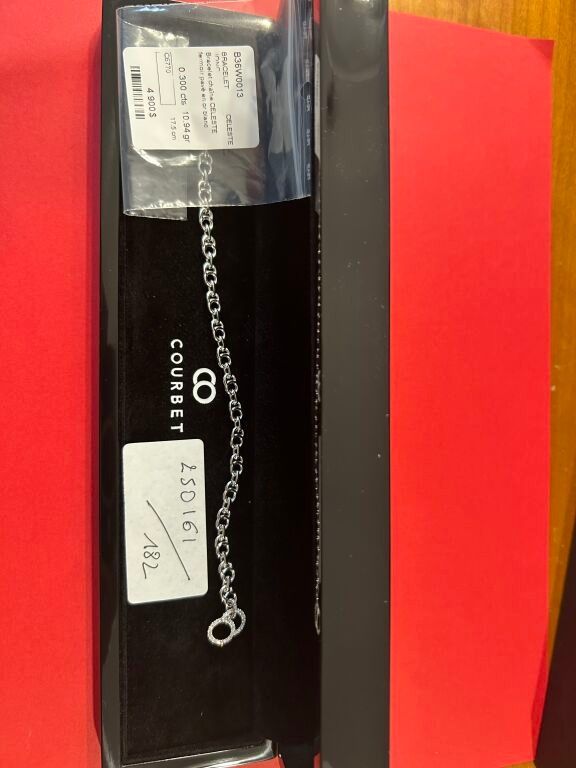 B36W0013
BRACELET CELESTE
Bracelet chaîne CELESTE
fermoir pavé en or blanc
0.300 cts 10.94 gr
17.5 cm
4 900 $
COURBET
250161
182